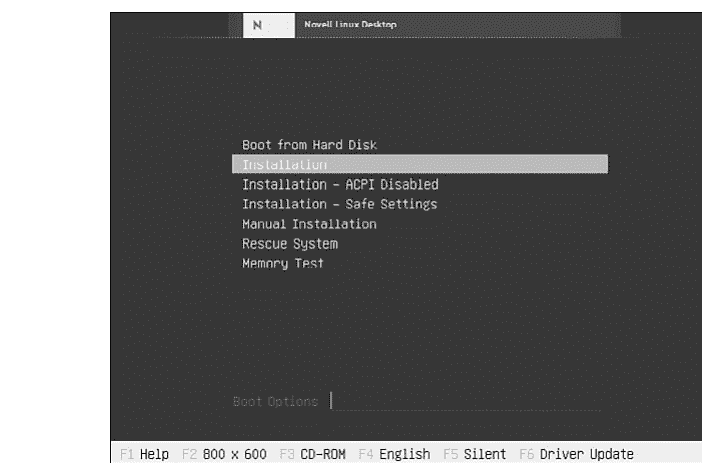 N Novell Linux Desktop
Boot from Hard Disk
Installation
Installation - ACPI Disabled
Installation - Safe Settings
Manual Installation
Rescue System
Memory Test
Boot Options
F1 Help F2 800 x 600 F3 CD-ROM F4 English F5 Silent F6 Driver Update